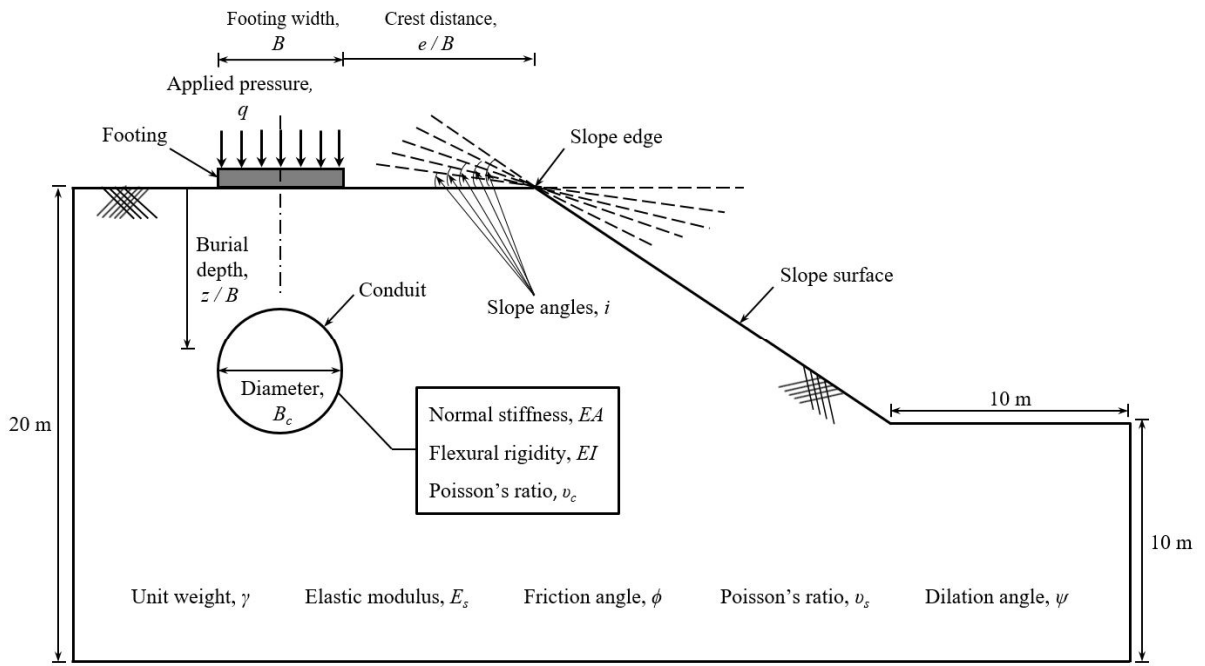 Footing width,
B
Crest distance,
e / B
Applied pressure,
q
Footing
Slope edge
Burial
depth,
z / B
Conduit
Slope angles, i
Slope surface
Diameter,
B_c
Normal stiffness, EA
Flexural rigidity, EI
Poisson's ratio, υ_c
10 m
20 m
10 m
Unit weight, γ
Elastic modulus, E_s
Friction angle, ϕ
Poisson's ratio, υ_s
Dilation angle, ψ